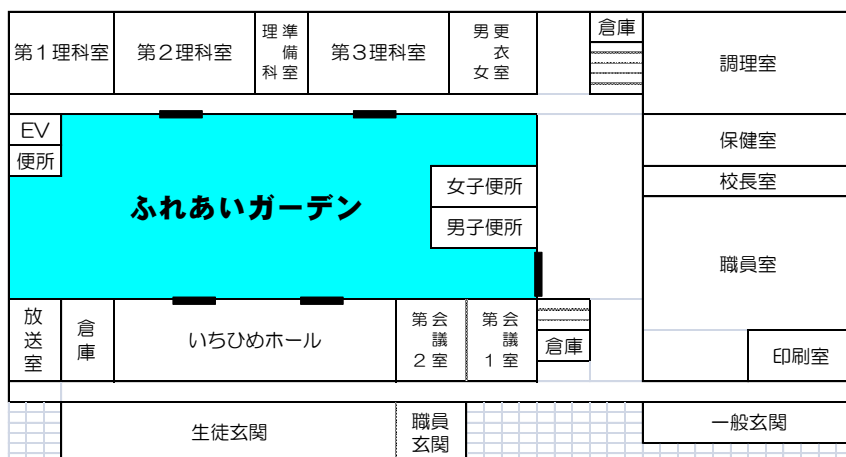 第1理科室
第2理科室
理科準備室
第3理科室
男女更衣室
倉庫
調理室
EV
便所
保健室
女子便所
校長室
ふれあいガーデン
男子便所
職員室
放送室
倉庫
いちひめホール
第2会議室
第1会議室
倉庫
印刷室
生徒玄関
職員
玄関
一般玄関